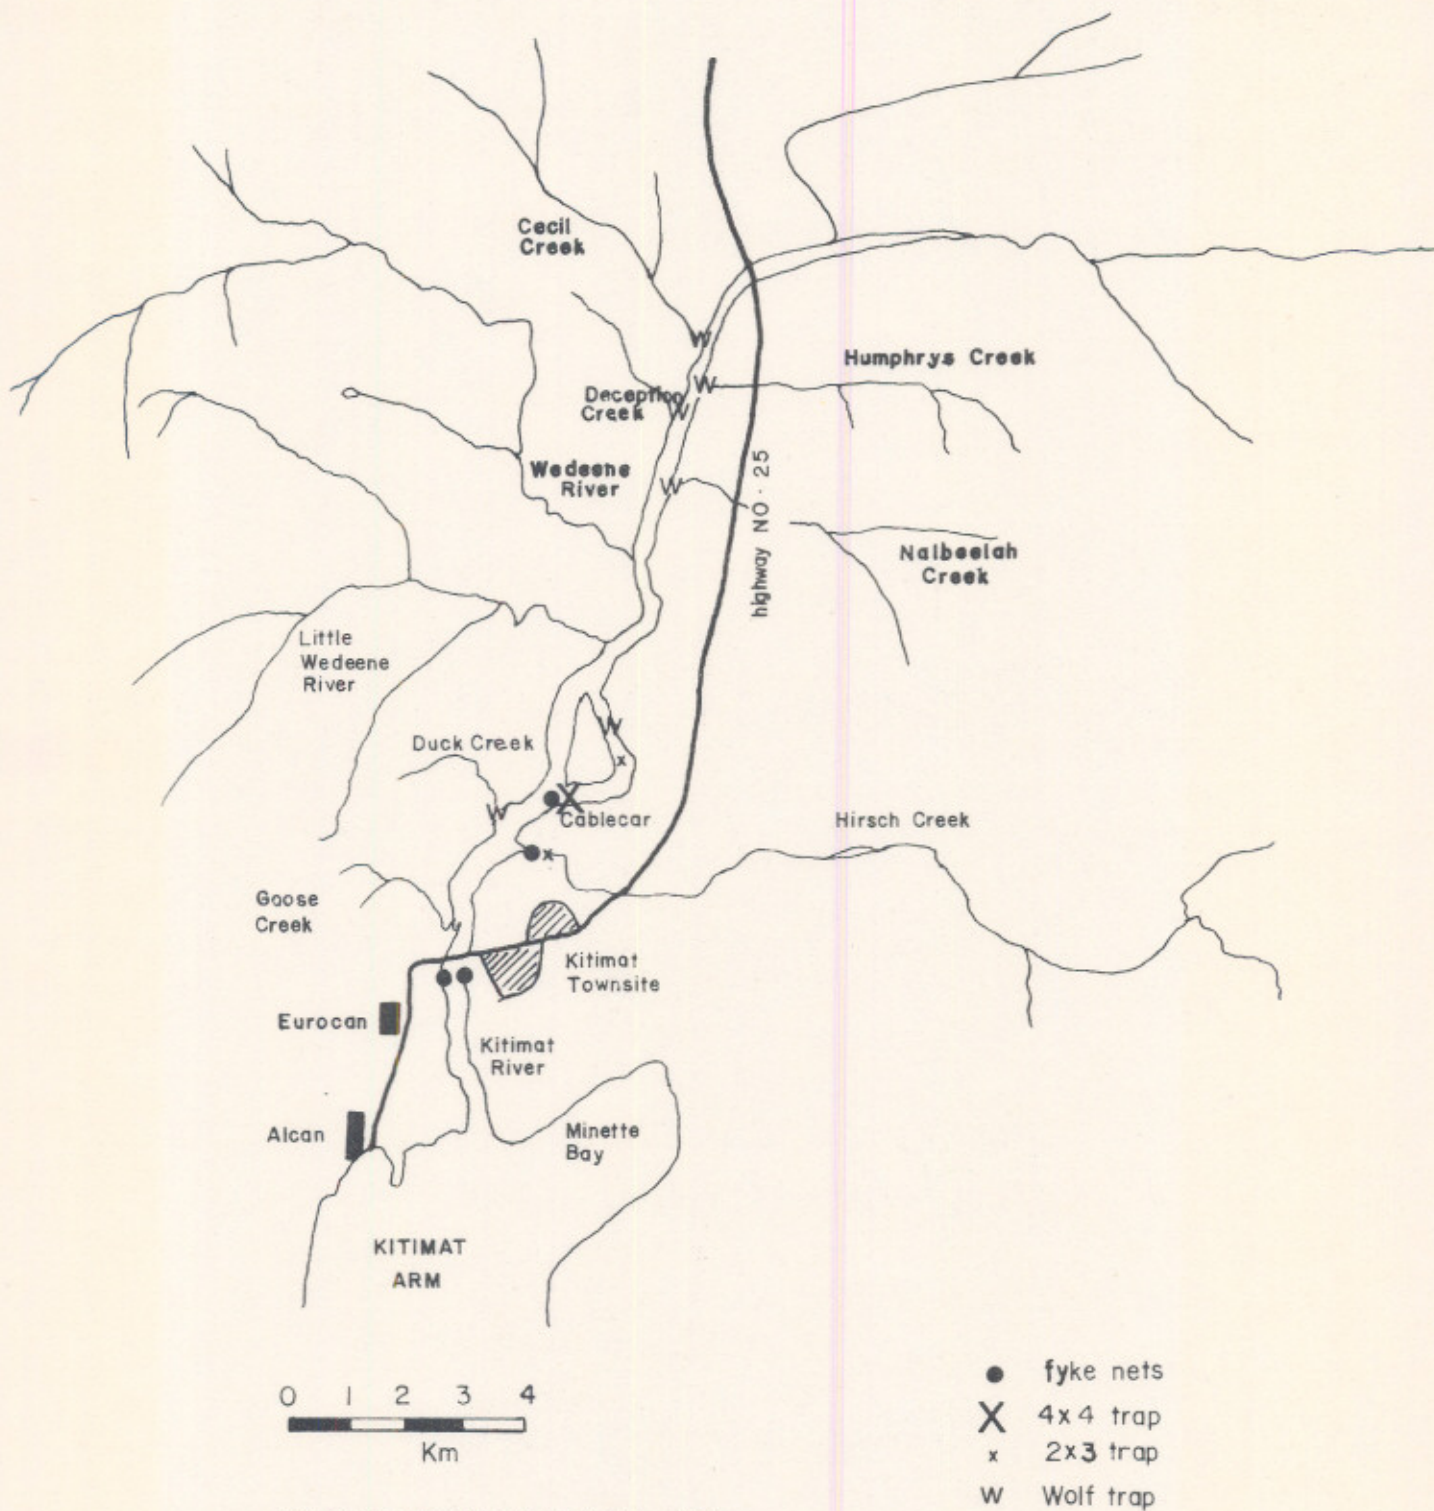 Cecil
Creek
Humphrys Creek
Deception
Creek
W
W
W
Wedeene
River
W
highway NO. 25
Nalbeelah
Creek
Little
Wedeene
River
W
Duck Creek
x
W
X
Cablecar
Hirsch Creek
x
Goose
Creek
Kitimat
Townsite
Eurocan
Kitimat
River
Alcan
Minette
Bay
KITIMAT
ARM
0 1 2 3 4
Km
fyke nets
X 4x4 trap
x 2x3 trap
W Wolf trap